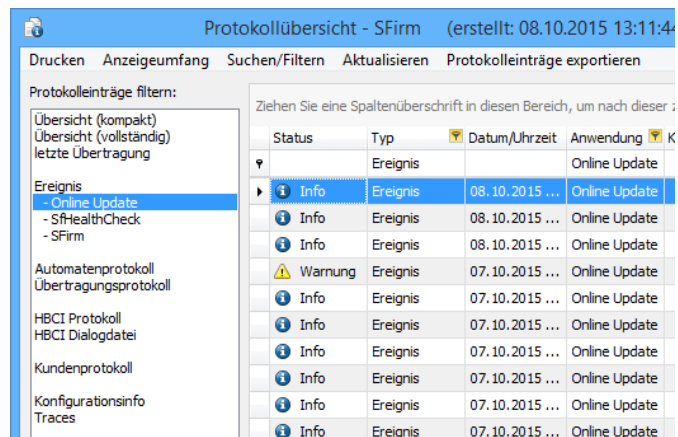 Protokollübersicht - SFirm (erstellt: 08.10.2015 13:11:44
Drucken Anzeigeumfang Suchen/Filtern Aktualisieren Protokolleinträge exportieren
Protokolleinträge filtern:
Übersicht (kompakt)
Übersicht (vollständig)
letzte Übertragung
Ereignis
- Online Update
- SfHealthCheck
- SFirm
Automatenprotokoll
Übertragungsprotokoll
HBCI Protokoll
HBCI Dialogdatei
Kundenprotokoll
Konfigurationsinfo
Traces
Ziehen Sie eine Spaltenüberschrift in diesen Bereich, um nach dieser
Status Typ Datum/Uhrzeit Anwendung K
Ereignis Online Update
Info Ereignis 08.10.2015 ... Online Update
Info Ereignis 08.10.2015 ... Online Update
Info Ereignis 08.10.2015 ... Online Update
Warnung Ereignis 07.10.2015 ... Online Update
Info Ereignis 07.10.2015 ... Online Update
Info Ereignis 07.10.2015 ... Online Update
Info Ereignis 07.10.2015 ... Online Update
Info Ereignis 07.10.2015 ... Online Update
Info Ereignis 07.10.2015 ... Online Update
Info Ereignis 07.10.2015 ... Online Update